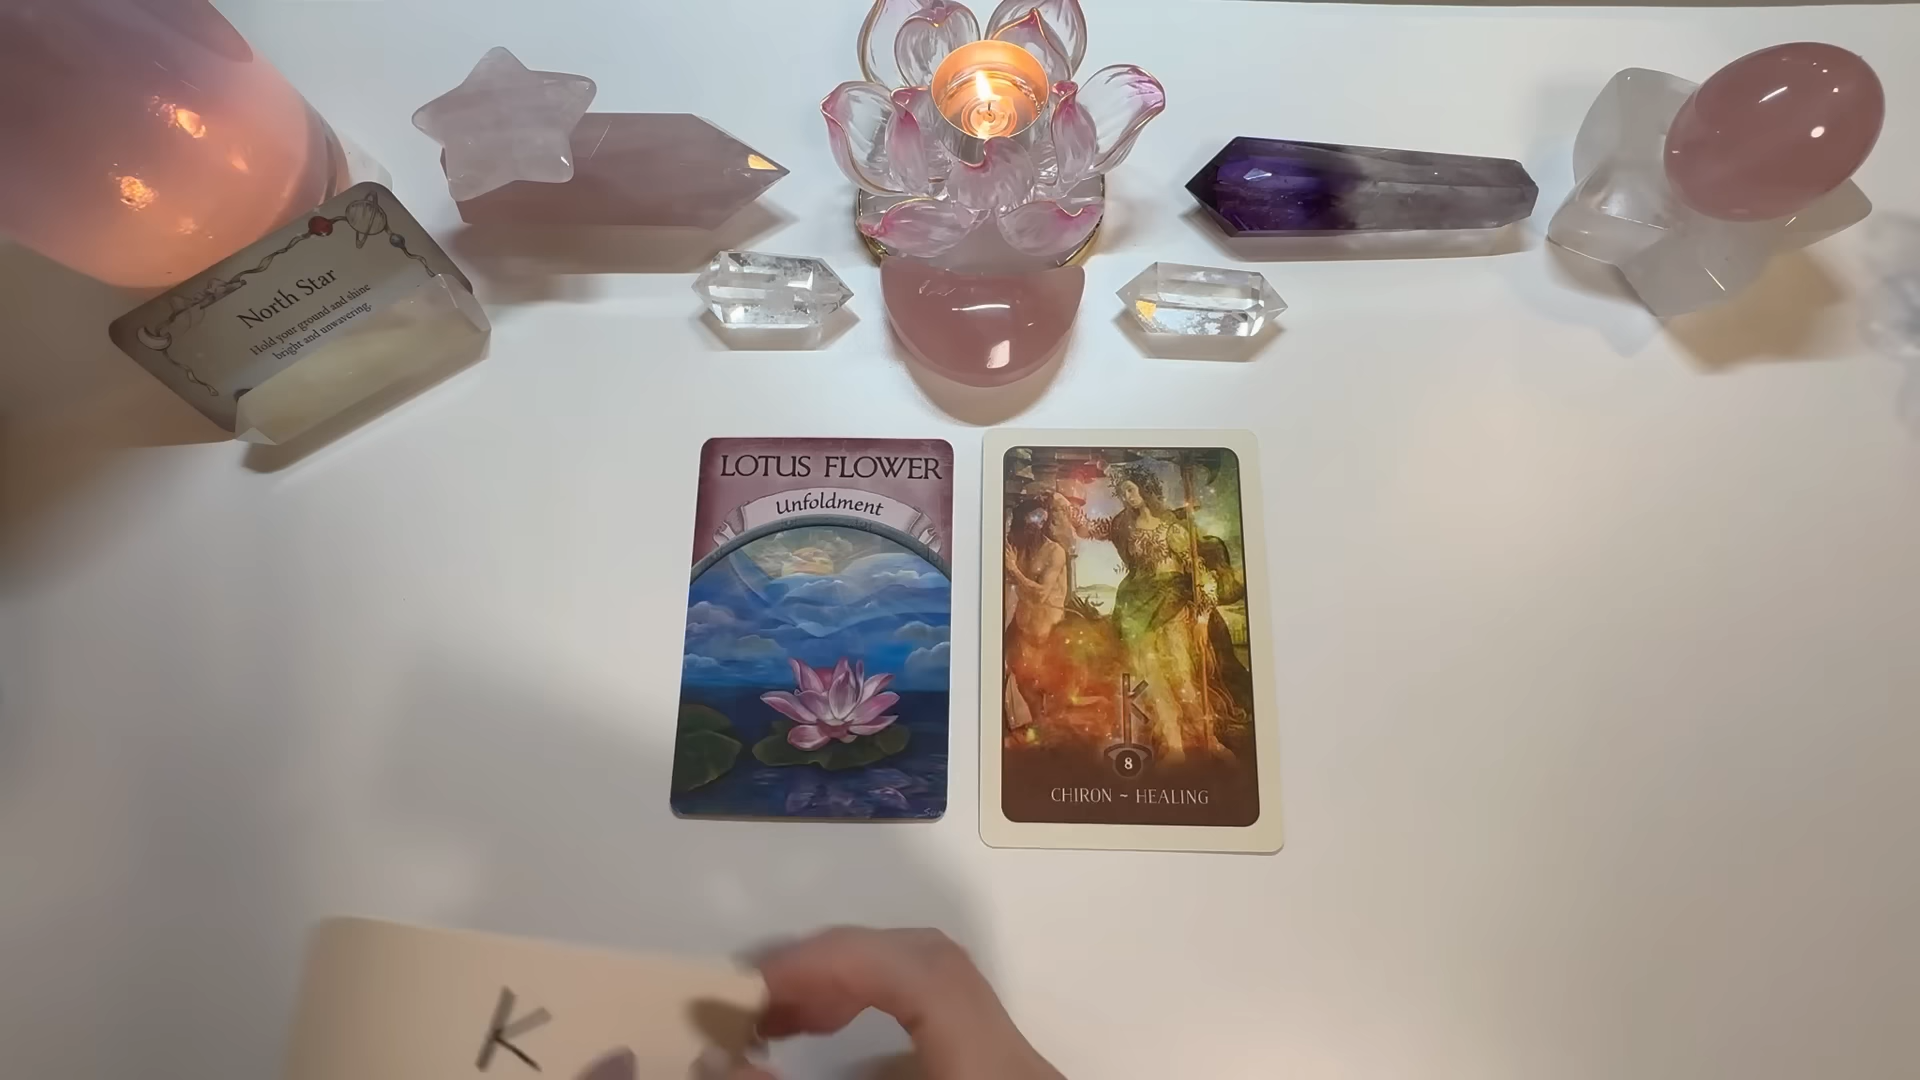 North Star
Hold your ground and shine
bright and unwavering.
LOTUS FLOWER
Unfoldment
K
8
CHIRON ~ HEALING
K